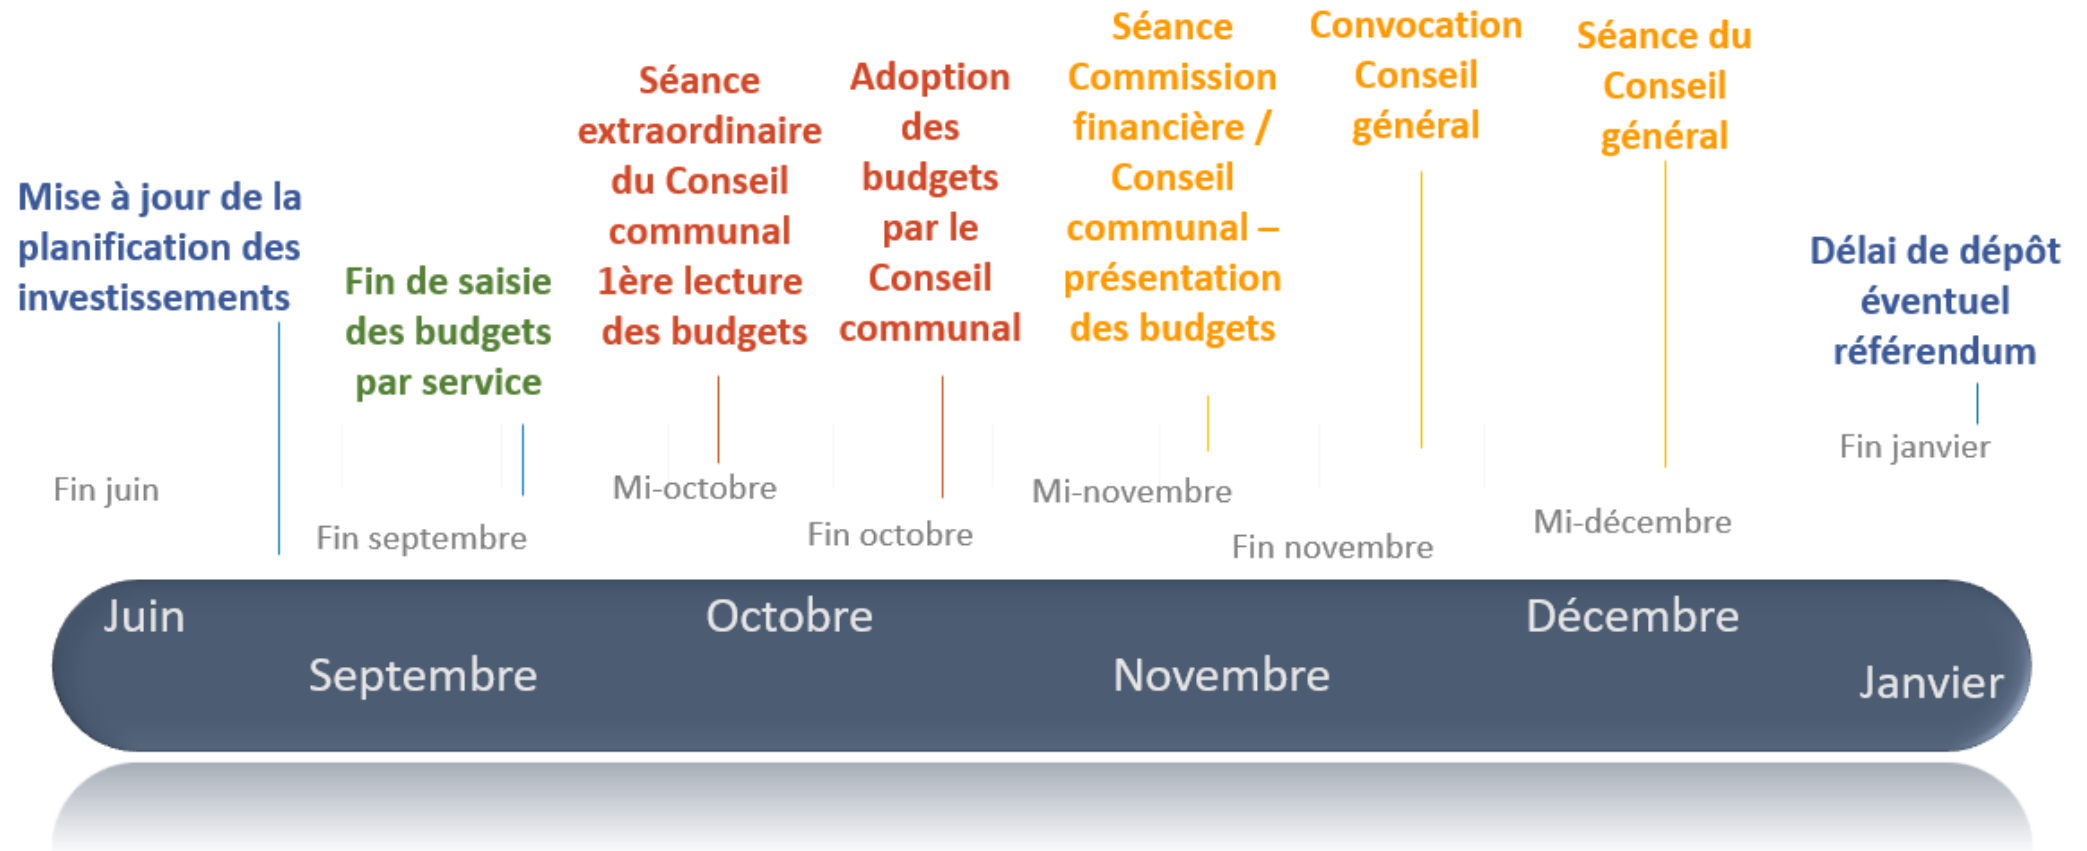 Mise à jour de la
planification des
investissements
Fin juin
Fin de saisie
des budgets
par service
Fin septembre
Séance
extraordinaire
du Conseil
communal
1ère lecture
des budgets
Mi-octobre
Adoption
des
budgets
par le
Conseil
communal
Fin octobre
Séance
Commission
financière /
Conseil
communal –
présentation
des budgets
Mi-novembre
Convocation
Conseil
général
Fin novembre
Séance du
Conseil
général
Mi-décembre
Délai de dépôt
éventuel
référendum
Fin janvier
Juin
Septembre
Octobre
Novembre
Décembre
Janvier